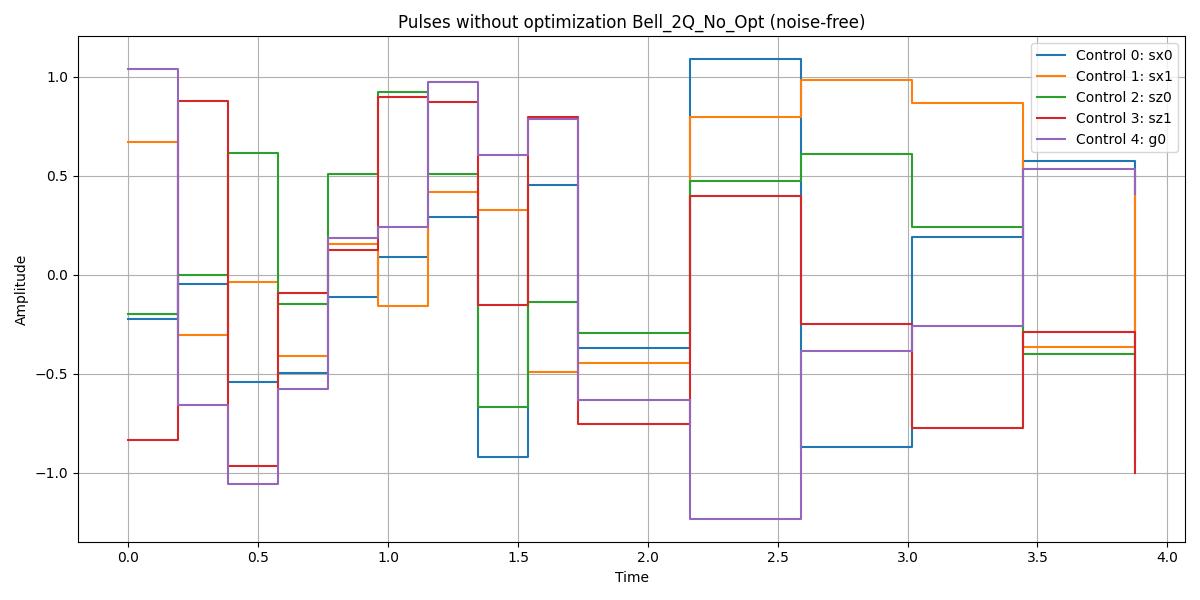 Pulses without optimization Bell_2Q_No_Opt (noise-free)
Control 0: sx0
Control 1: sx1
Control 2: sz0
Control 3: sz1
Control 4: g0
Amplitude
1.0
0.5
0.0
−0.5
−1.0
0.0 0.5 1.0 1.5 2.0 2.5 3.0 3.5 4.0
Time